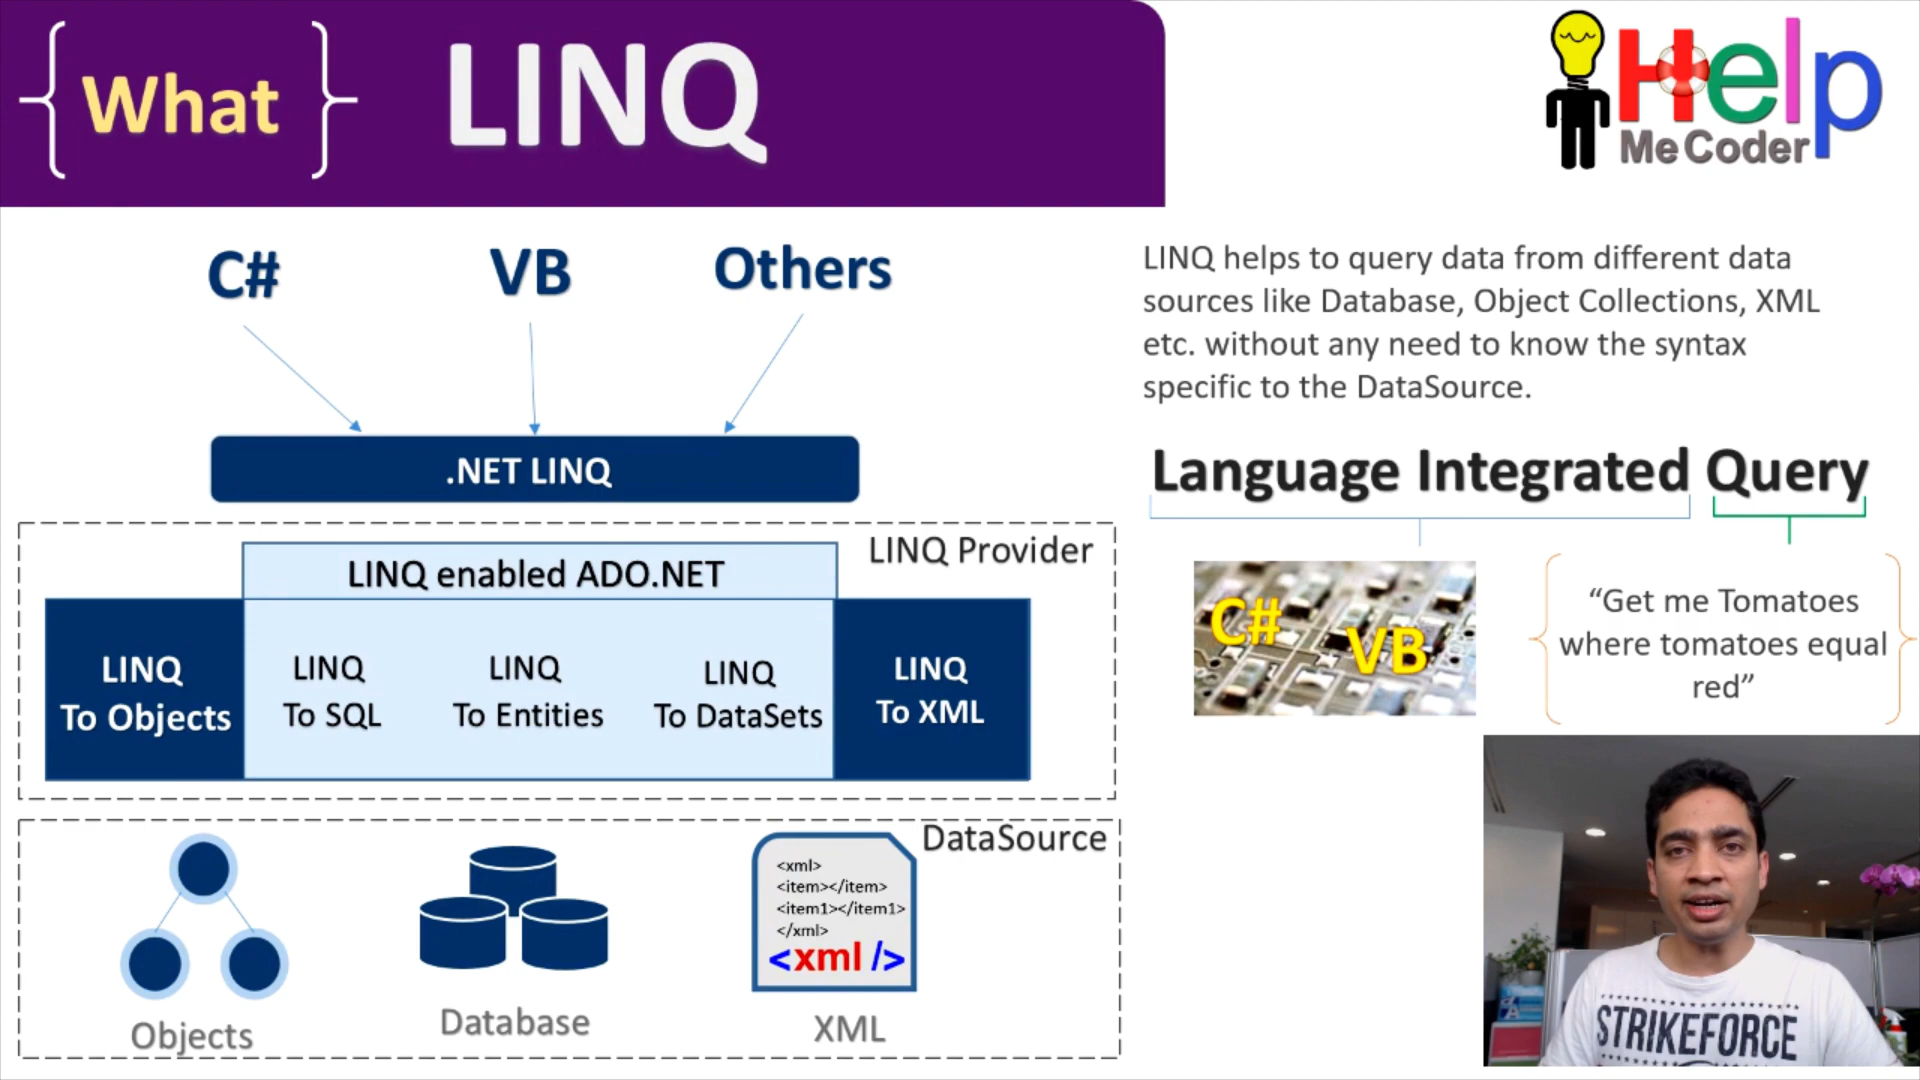 What
LINQ
Help
Me Coder
C#
VB
Others
.NET LINQ
LINQ Provider
LINQ enabled ADO.NET
LINQ
To Objects
LINQ
To SQL
LINQ
To Entities
LINQ
To DataSets
LINQ
To XML
DataSource
<xml>
<item></item>
<item1></item1>
</xml>
<xml />
Objects
Database
XML
LINQ helps to query data from different data
sources like Database, Object Collections, XML
etc. without any need to know the syntax
specific to the DataSource.
Language Integrated Query
C#
VB
“Get me Tomatoes
where tomatoes equal
red”
STRIKEFORCE